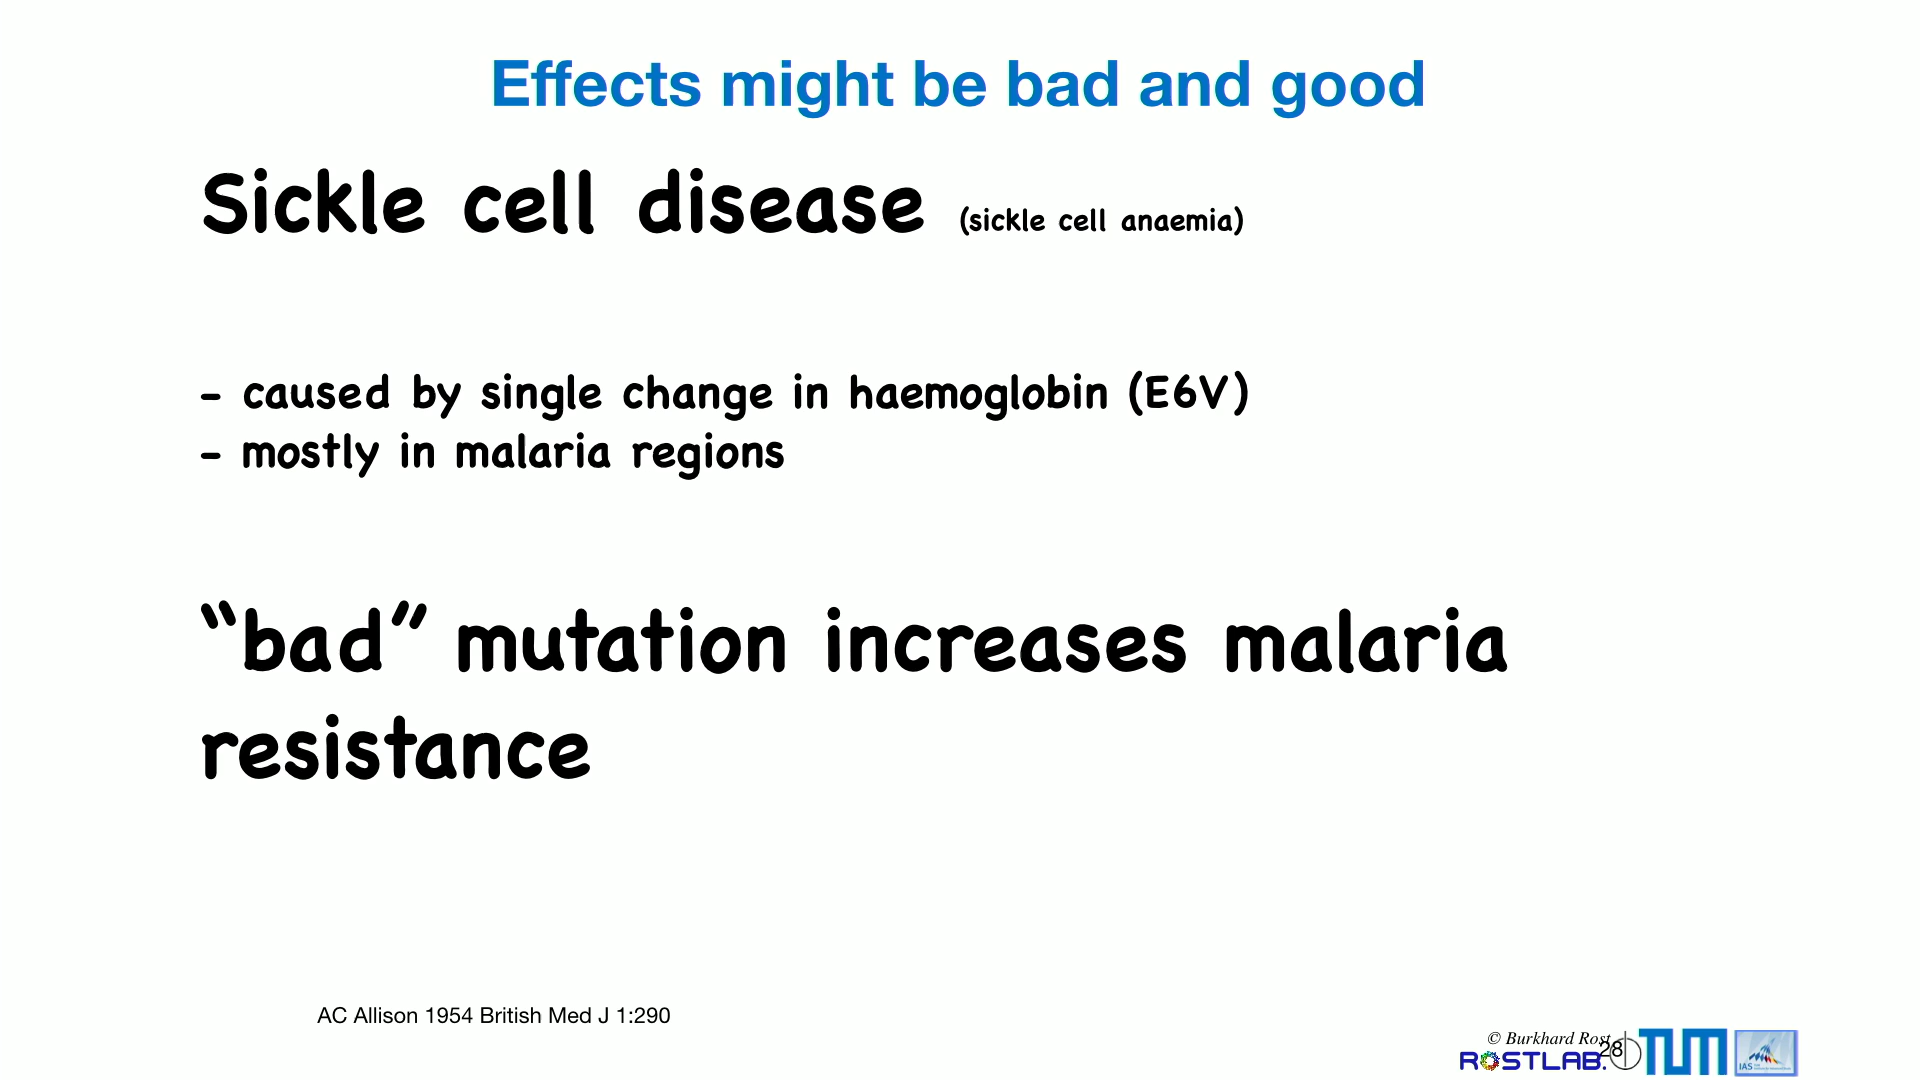 Effects might be bad and good
Sickle cell disease (sickle cell anaemia)
- caused by single change in haemoglobin (E6V)
- mostly in malaria regions
“bad” mutation increases malaria
resistance
AC Allison 1954 British Med J 1:290
© Burkhard Rost
28
ROSTLAB.
TUM
IAS